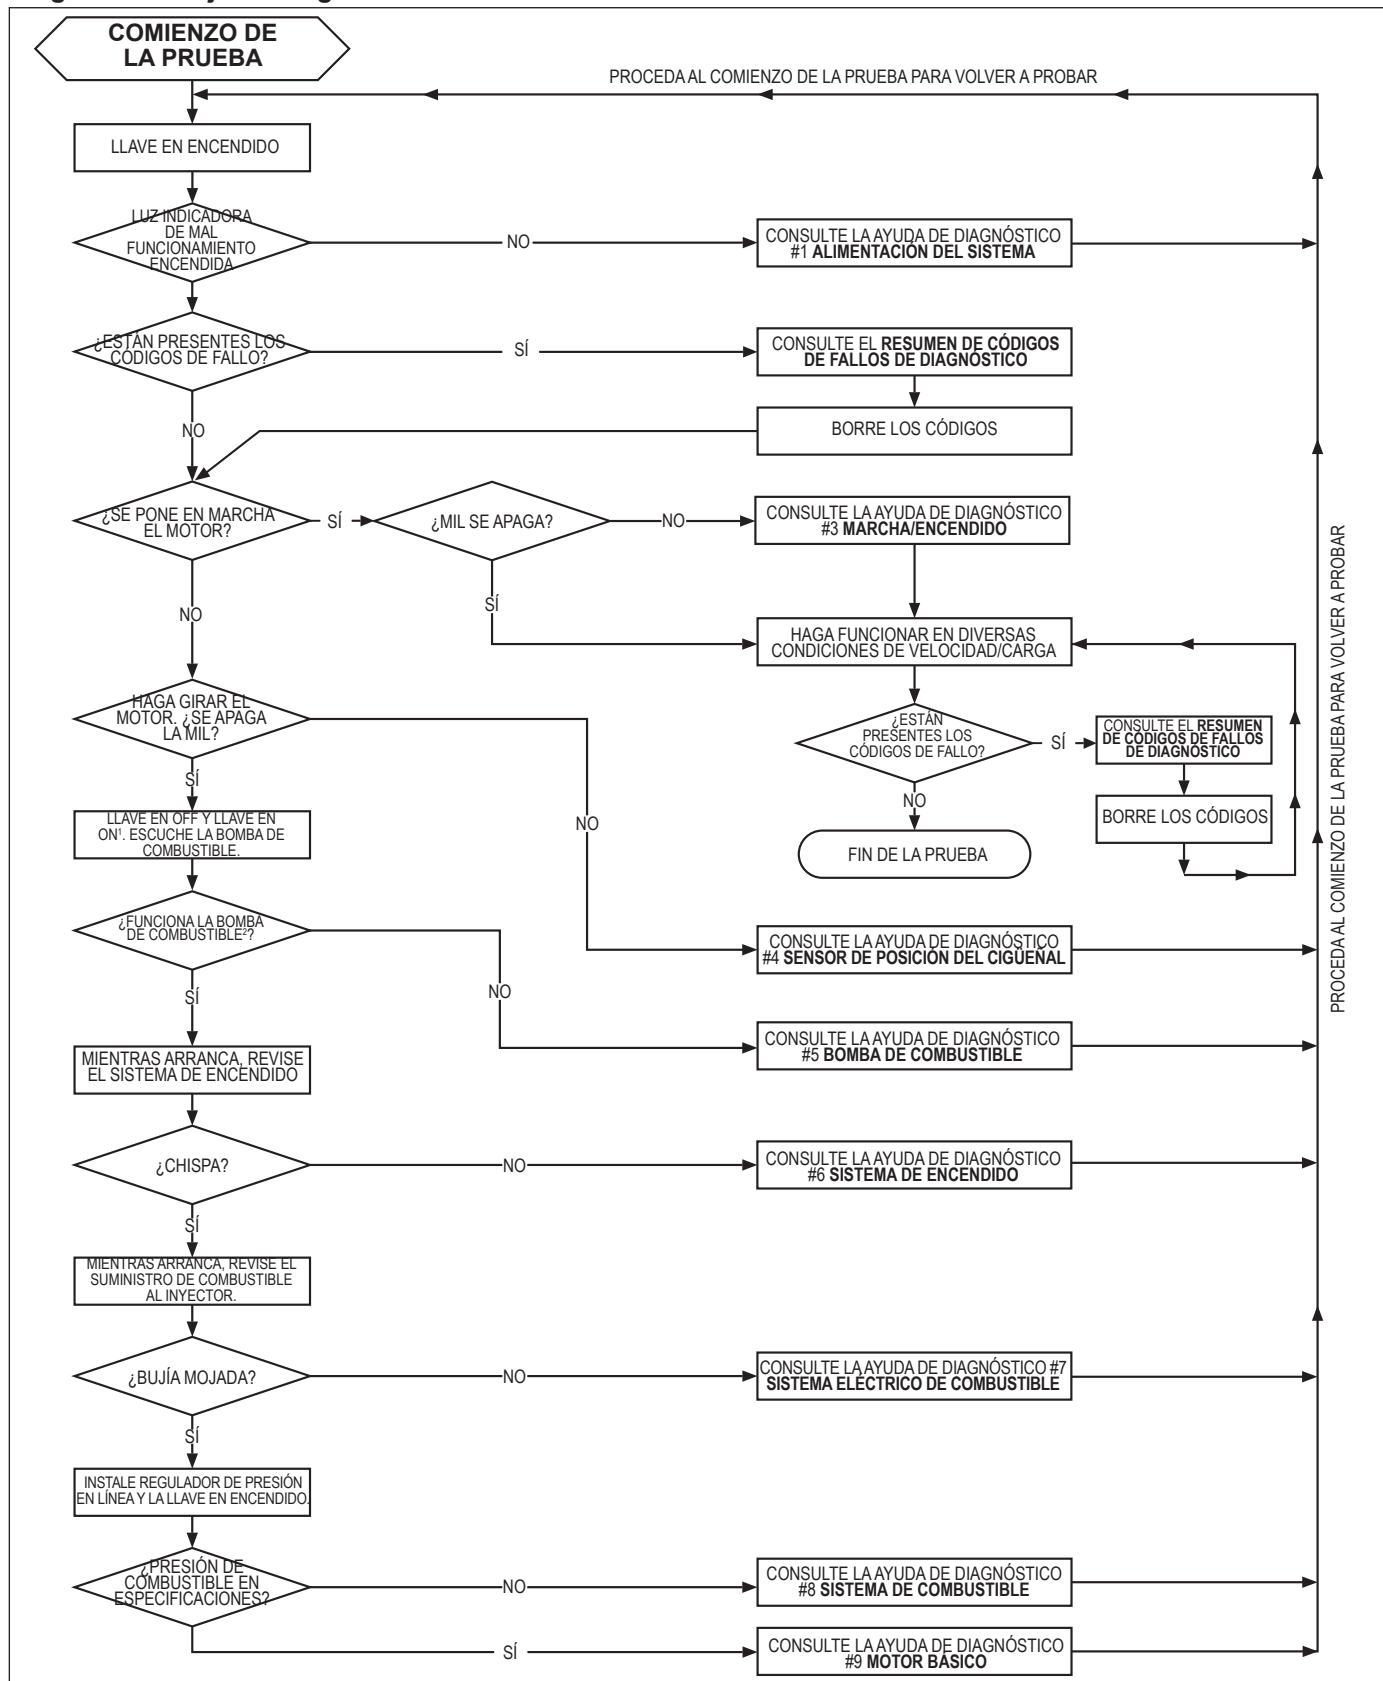 COMIENZO DE
LA PRUEBA
PROCEDA AL COMIENZO DE LA PRUEBA PARA VOLVER A PROBAR
LLAVE EN ENCENDIDO
LUZ INDICADORA
DE MAL
FUNCIONAMIENTO
ENCENDIDA
NO
CONSULTE LA AYUDA DE DIAGNÓSTICO
#1 ALIMENTACIÓN DEL SISTEMA
¿ESTÁN PRESENTES LOS
CÓDIGOS DE FALLO?
SÍ
CONSULTE EL RESUMEN DE CÓDIGOS
DE FALLOS DE DIAGNÓSTICO
NO
BORRE LOS CÓDIGOS
¿SE PONE EN MARCHA
EL MOTOR?
SÍ
¿MIL SE APAGA?
NO
CONSULTE LA AYUDA DE DIAGNÓSTICO
#3 MARCHA/ENCENDIDO
SÍ
NO
HAGA FUNCIONAR EN DIVERSAS
CONDICIONES DE VELOCIDAD/CARGA
HAGA GIRAR EL
MOTOR. ¿SE APAGA
LA MIL?
¿ESTÁN
PRESENTES LOS
CÓDIGOS DE FALLO?
SÍ
CONSULTE EL RESUMEN
DE CÓDIGOS DE FALLOS
DE DIAGNÓSTICO
SÍ
NO
BORRE LOS CÓDIGOS
LLAVE EN OFF Y LLAVE EN
ON¹. ESCUCHE LA BOMBA DE
COMBUSTIBLE.
NO
FIN DE LA PRUEBA
PROCEDA AL COMIENZO DE LA PRUEBA PARA VOLVER A PROBAR
¿FUNCIONA LA BOMBA
DE COMBUSTIBLE²?
CONSULTE LA AYUDA DE DIAGNÓSTICO
#4 SENSOR DE POSICIÓN DEL CIGÜEÑAL
SÍ
NO
MIENTRAS ARRANCA, REVISE
EL SISTEMA DE ENCENDIDO
CONSULTE LA AYUDA DE DIAGNÓSTICO
#5 BOMBA DE COMBUSTIBLE
¿CHISPA?
NO
CONSULTE LA AYUDA DE DIAGNÓSTICO
#6 SISTEMA DE ENCENDIDO
SÍ
MIENTRAS ARRANCA, REVISE EL
SUMINISTRO DE COMBUSTIBLE
AL INYECTOR.
¿BUJÍA MOJADA?
NO
CONSULTE LA AYUDA DE DIAGNÓSTICO #7
SISTEMA ELÉCTRICO DE COMBUSTIBLE
SÍ
INSTALE REGULADOR DE PRESIÓN
EN LÍNEA Y LA LLAVE EN ENCENDIDO.
¿PRESIÓN DE
COMBUSTIBLE EN
ESPECIFICACIONES?
NO
CONSULTE LA AYUDA DE DIAGNÓSTICO
#8 SISTEMA DE COMBUSTIBLE
SÍ
CONSULTE LA AYUDA DE DIAGNÓSTICO
#9 MOTOR BÁSICO